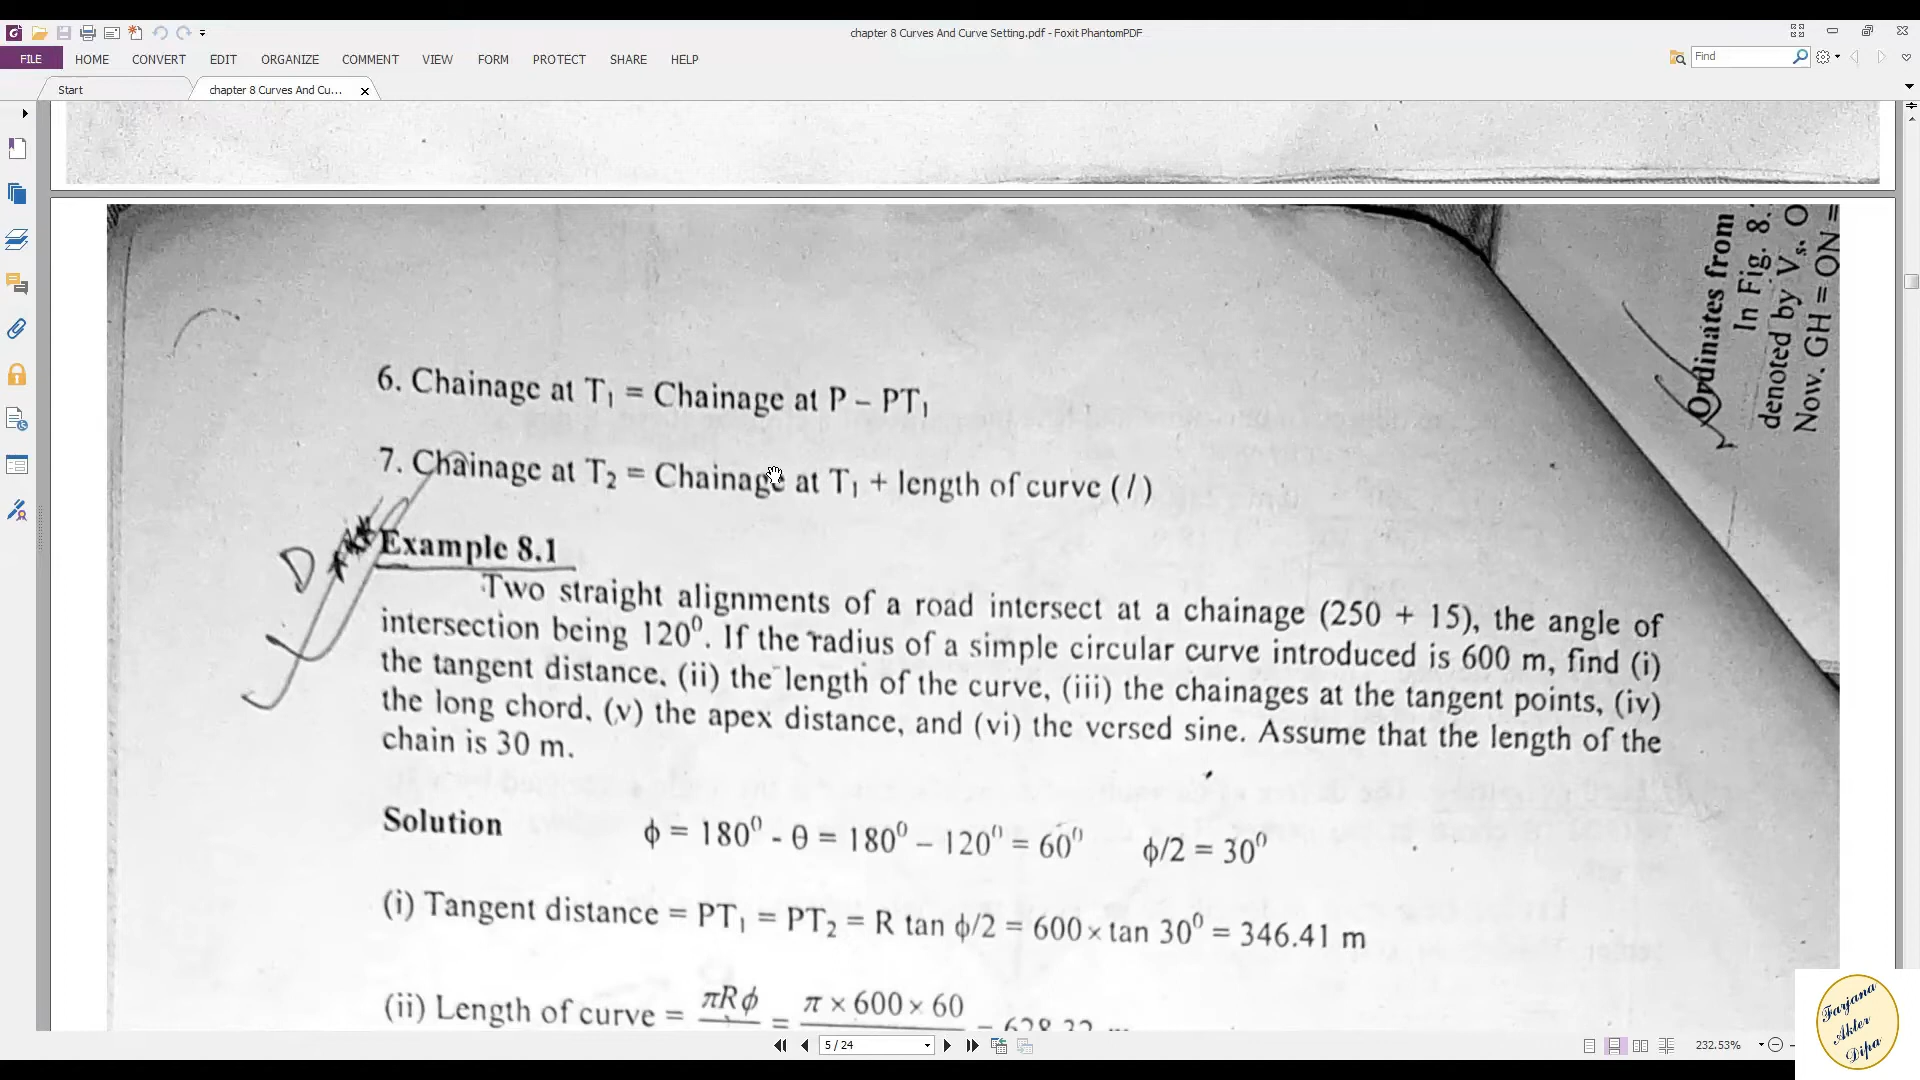 chapter 8 Curves And Curve Setting.pdf - Foxit PhantomPDF
FILE HOME CONVERT EDIT ORGANIZE COMMENT VIEW FORM PROTECT SHARE HELP
Find
Start
chapter 8 Curves And Cu...
Ordinates from
In Fig. 8.
denoted by Vs, O
Now, GH = ON =
6. Chainage at T₁ = Chainage at P – PT₁
7. Chainage at T₂ = Chainage at T₁ + length of curve (l)
D
Example 8.1
Two straight alignments of a road intersect at a chainage (250 + 15), the angle of
intersection being 120⁰. If the radius of a simple circular curve introduced is 600 m, find (i)
the tangent distance, (ii) the length of the curve, (iii) the chainages at the tangent points, (iv)
the long chord, (v) the apex distance, and (vi) the versed sine. Assume that the length of the
chain is 30 m.
Solution ϕ = 180⁰ - θ = 180⁰ – 120⁰ = 60⁰ ϕ/2 = 30⁰
(i) Tangent distance = PT₁ = PT₂ = R tan ϕ/2 = 600 × tan 30⁰ = 346.41 m
(ii) Length of curve = πRϕ = π × 600 × 60 = 628.32 m
5 / 24
232.53%
Farjana
Akter
Dipa